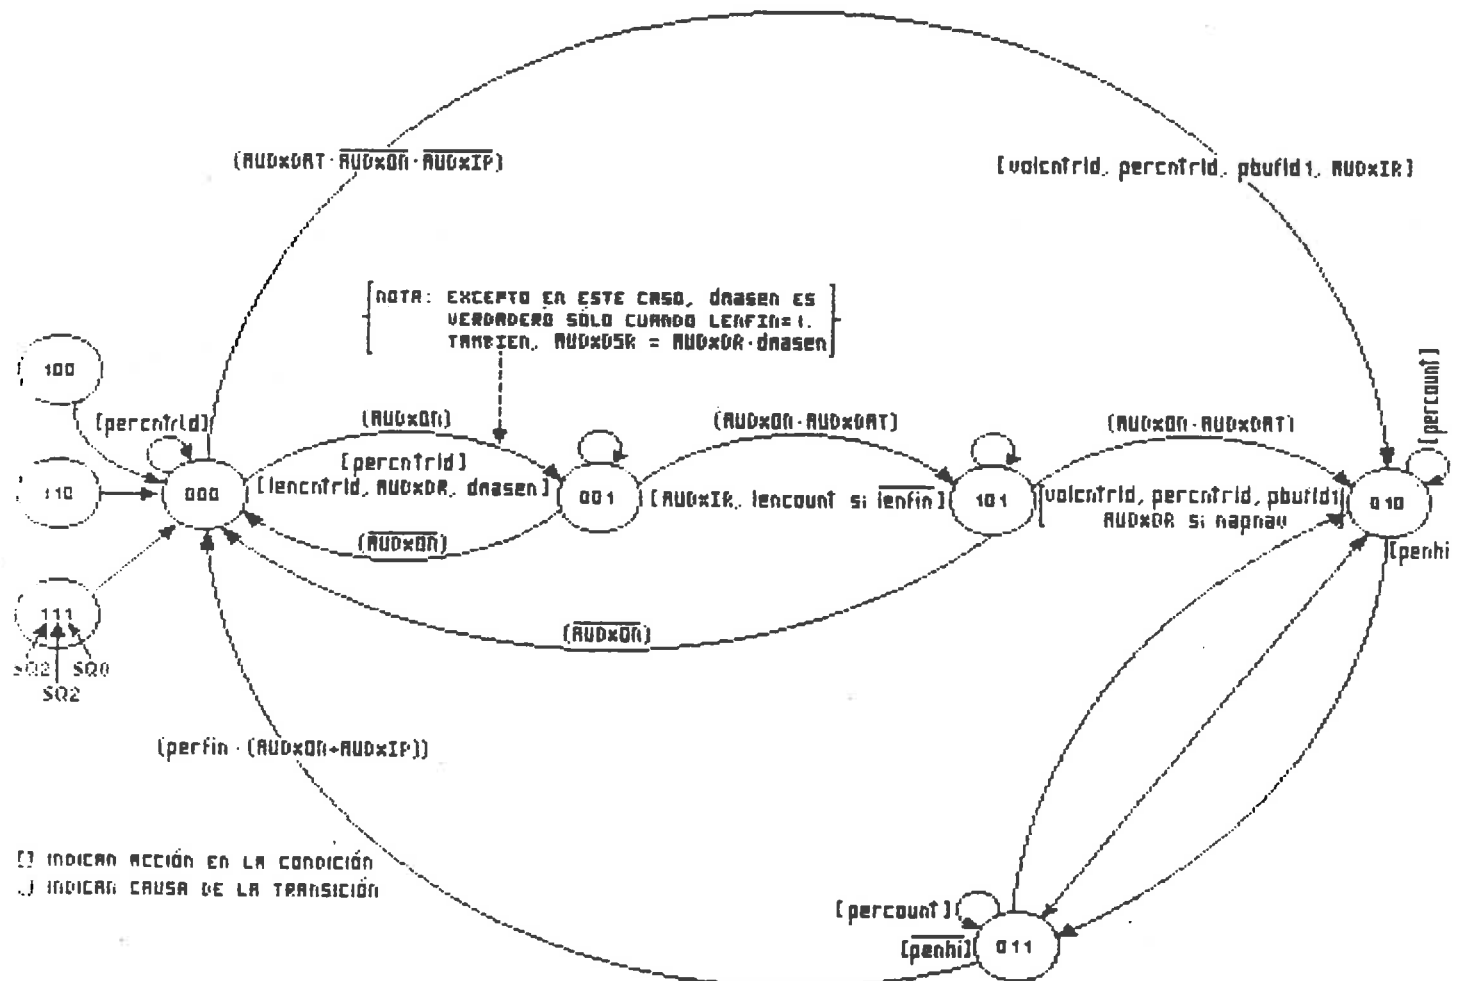 (AUDxDAT · AUDxON · AUDxIP)
[volcntrld, percntrld, pbufld1, AUDxIR]
NOTA: EXCEPTO EN ESTE CASO, dmasen ES
VERDADERO SOLO CUANDO LENFIN=1.
TAMBIEN, AUDxDSR = AUDxDR·dmasen
100
[percntrld]
(AUDxON)
(AUDxON · AUDxDAT)
(AUDxON · AUDxDAT)
[percount]
[percntrld]
[lencntrld, AUDxDR, dmasen]
110
000
001
[AUDxIR, lencount si lenfin]
101
[volcntrld, percntrld, pbufld1
AUDxDR si napnav]
010
(AUDxON)
[penhi
111
(AUDxON)
SQ2 SQ0
SQ2
(perfin · (AUDxON+AUDxIP))
[] INDICAN ACCIÓN EN LA CONDICIÓN
() INDICAN CAUSA DE LA TRANSICIÓN
[percount]
[penhi]
011